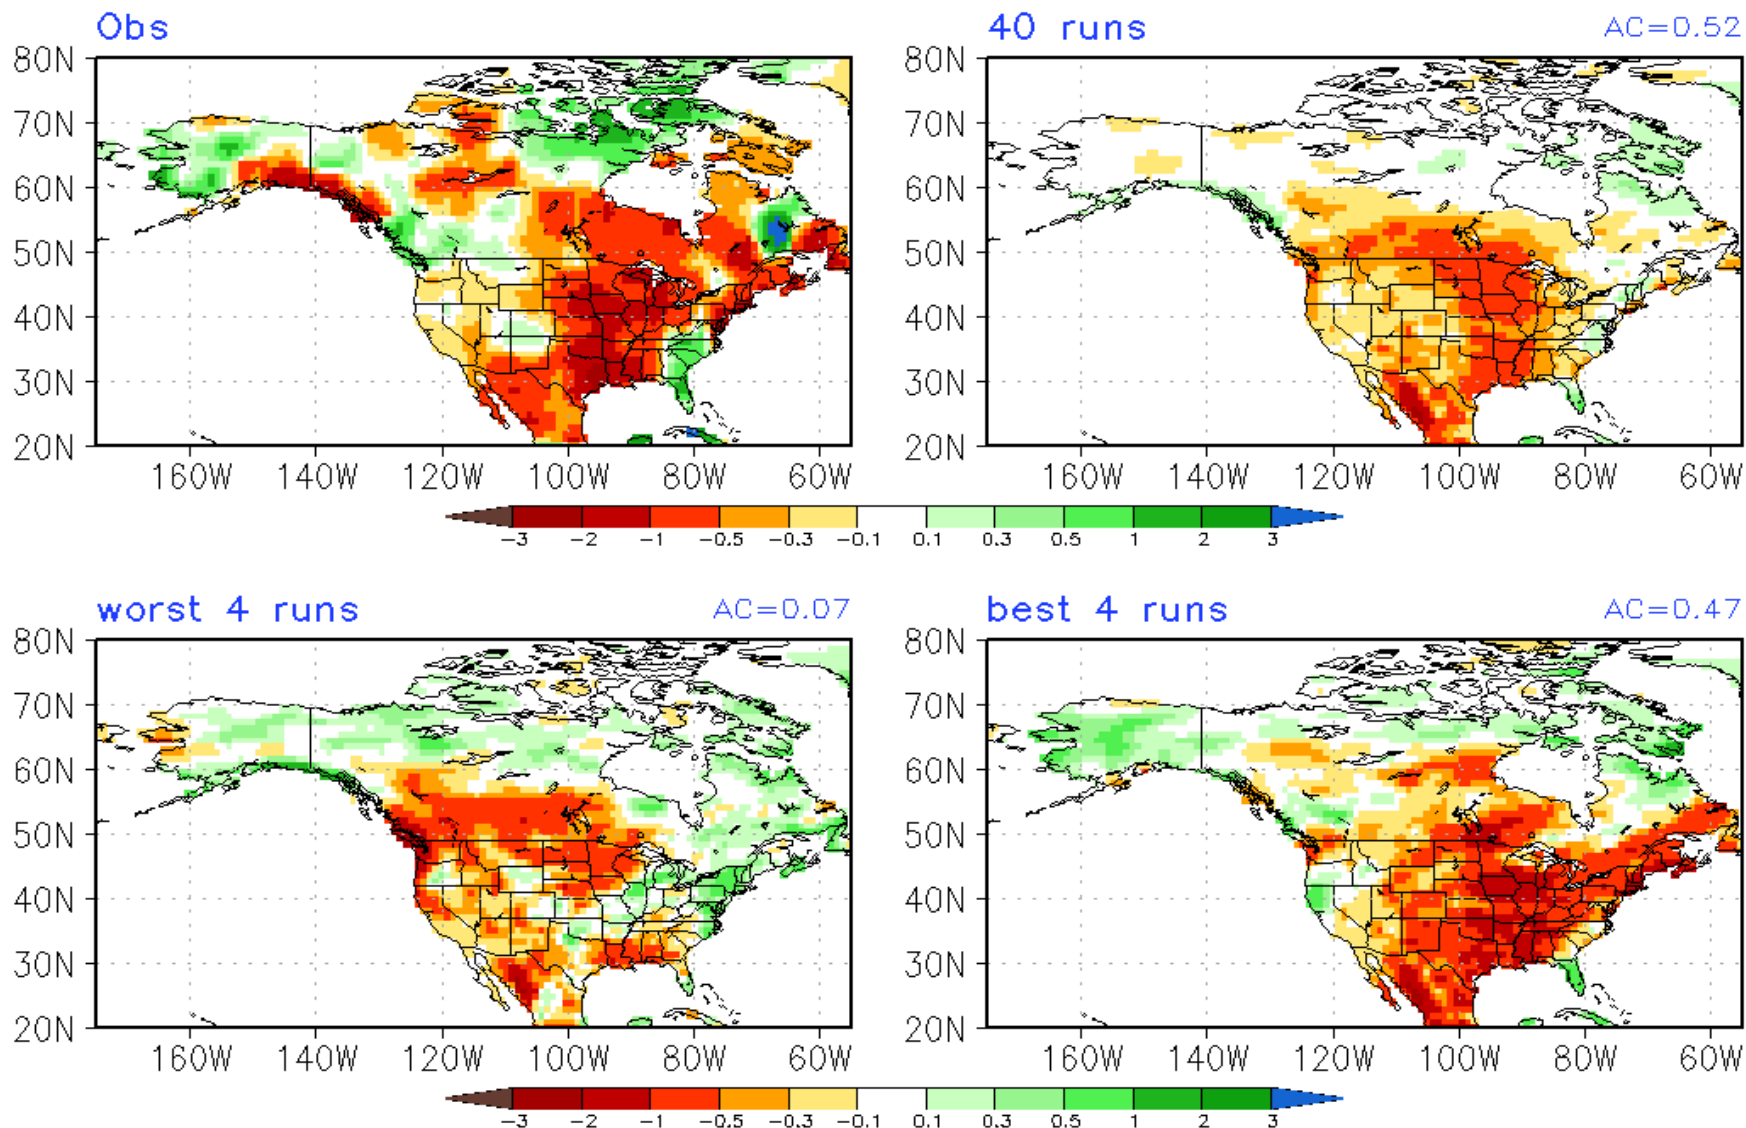 Obs
80N
70N
60N
50N
40N
30N
20N
160W 140W 120W 100W 80W 60W
40 runs AC=0.52
80N
70N
60N
50N
40N
30N
20N
160W 140W 120W 100W 80W 60W
-3 -2 -1 -0.5 -0.3 -0.1 0.1 0.3 0.5 1 2 3
worst 4 runs AC=0.07
80N
70N
60N
50N
40N
30N
20N
160W 140W 120W 100W 80W 60W
best 4 runs AC=0.47
80N
70N
60N
50N
40N
30N
20N
160W 140W 120W 100W 80W 60W
-3 -2 -1 -0.5 -0.3 -0.1 0.1 0.3 0.5 1 2 3